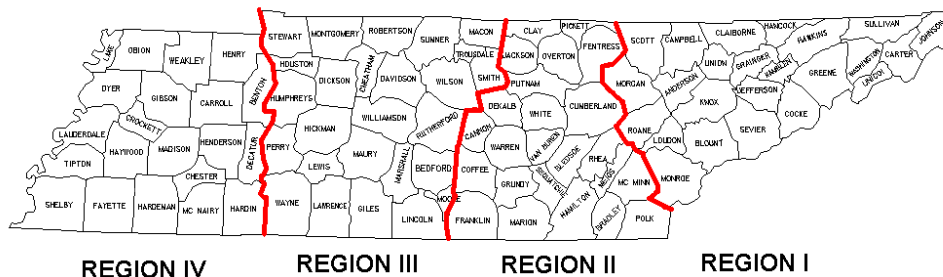 LAKE
OBION
WEAKLEY
HENRY
STEWART
MONTGOMERY
ROBERTSON
SUMNER
MACON
TROUSDALE
CLAY
PICKETT
JACKSON
OVERTON
FENTRESS
SCOTT
CAMPBELL
CLAIBORNE
HANCOCK
HAWKINS
SULLIVAN
JOHNSON
DYER
GIBSON
CARROLL
BENTON
HOUSTON
HUMPHREYS
DICKSON
CHEATHAM
DAVIDSON
WILSON
SMITH
PUTNAM
MORGAN
ANDERSON
UNION
GRAINGER
HAMBLEN
GREENE
WASHINGTON
CARTER
UNICOI
LAUDERDALE
CROCKETT
TIPTON
HAYWOOD
MADISON
HENDERSON
DECATUR
PERRY
HICKMAN
WILLIAMSON
RUTHERFORD
CANNON
DEKALB
WHITE
CUMBERLAND
ROANE
KNOX
JEFFERSON
COCKE
LOUDON
BLOUNT
SEVIER
CHESTER
LEWIS
MAURY
MARSHALL
BEDFORD
COFFEE
WARREN
VAN BUREN
BLEDSOE
RHEA
MEIGS
MC MINN
MONROE
SHELBY
FAYETTE
HARDEMAN
MC NAIRY
HARDIN
WAYNE
LAWRENCE
GILES
LINCOLN
MOORE
FRANKLIN
GRUNDY
SEQUATCHIE
MARION
HAMILTON
BRADLEY
POLK
REGION IV
REGION III
REGION II
REGION I